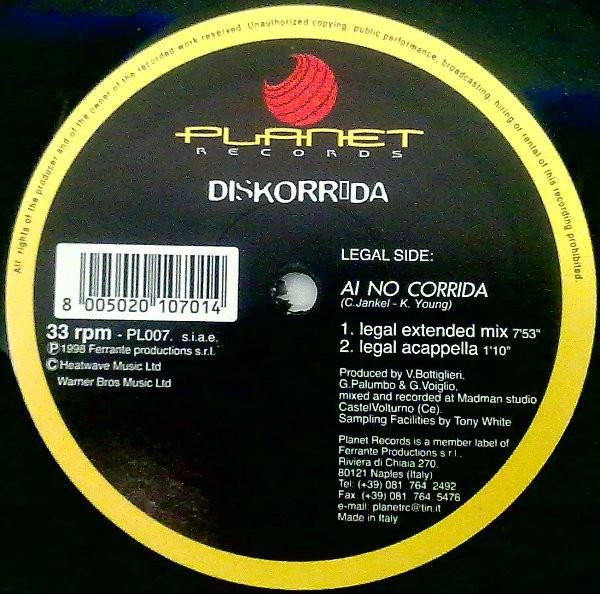 All rights of the producer and of the owner of the recorded work reserved. Unauthorized copying, public performance, broadcasting, hiring or rental of this recording prohibited.
PLANET
RECORDS
DISKORRIDA
LEGAL SIDE:
AI NO CORRIDA
(C.Jankel - K. Young)
1. legal extended mix 7'53"
2. legal acappella 1'10"
8 005020 107014
33 rpm - PL007. s.i.a.e.
Ⓟ 1998 Ferrante productions s.r.l.
© Heatwave Music Ltd
Warner Bros Music Ltd
Produced by V.Bottiglieri,
G.Palumbo & G.Voiglio,
mixed and recorded at Madman studio
CastelVolturno (Ce).
Sampling Facilities by Tony White
Planet Records is a member label of
Ferrante Productions s.r.l.
Riviera di Chiaia 270.
80121 Naples (Italy)
Tel: (+39) 081 764 2492
Fax (+39) 081 764 5476
e-mail: planetrc@tin.it
Made in Italy